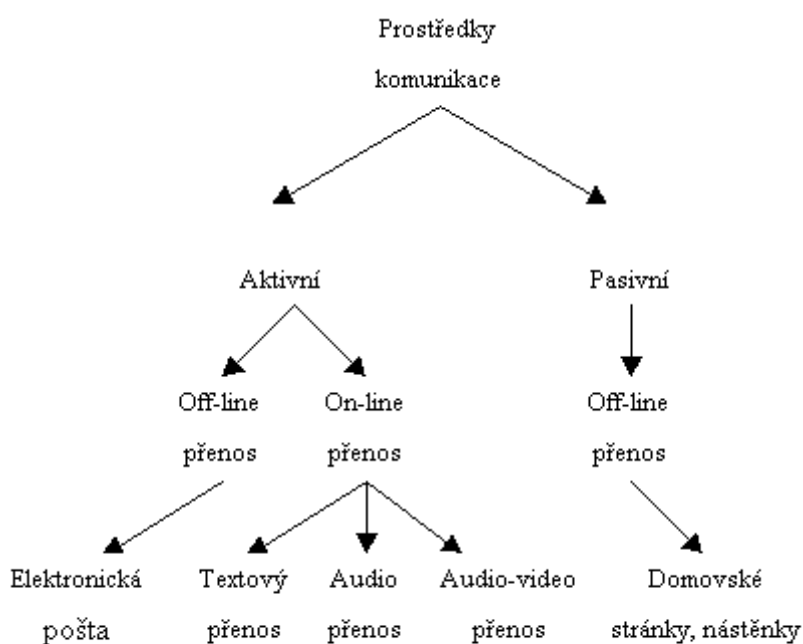 Prostředky
komunikace
Aktivní
Pasivní
Off-line
přenos
On-line
přenos
Off-line
přenos
Elektronická
pošta
Textový
přenos
Audio
přenos
Audio-video
přenos
Domovské
stránky, nástěnky